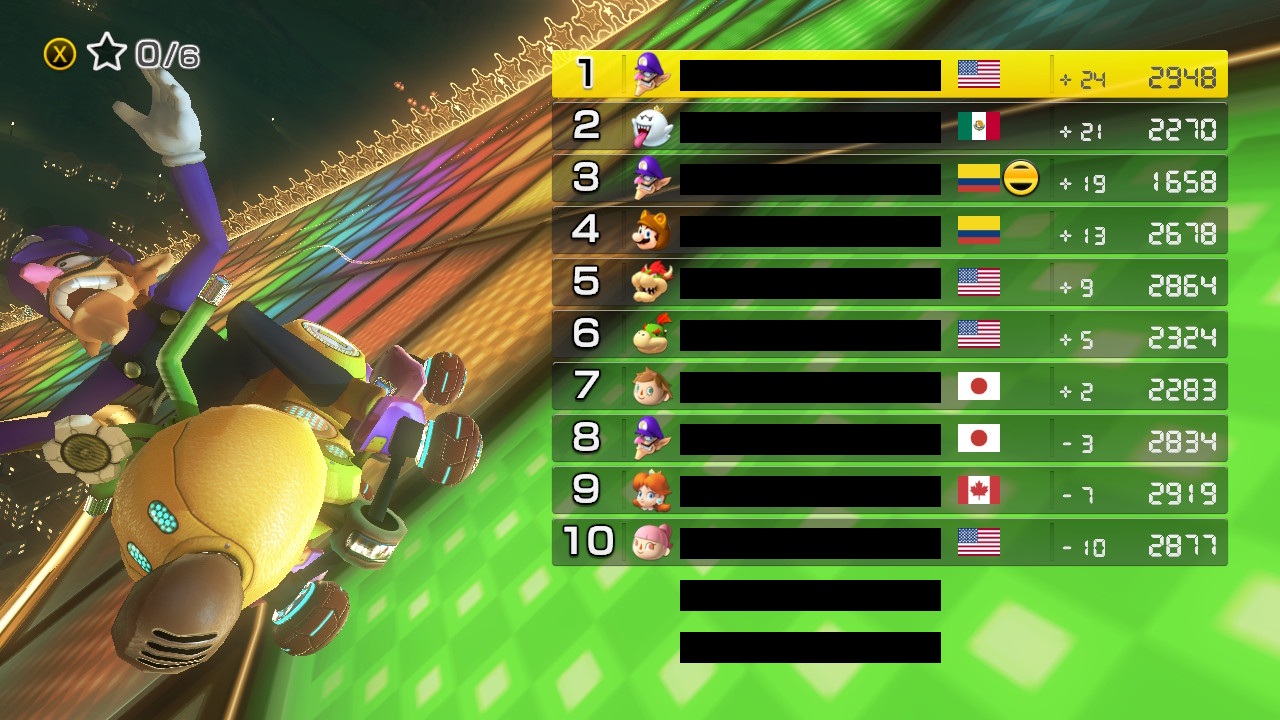 X 0/6
1 + 24 2948
2 + 21 2270
3 + 19 1658
4 + 13 2678
5 + 9 2864
6 + 5 2324
7 + 2 2283
8 - 3 2834
9 - 7 2919
10 - 10 2877